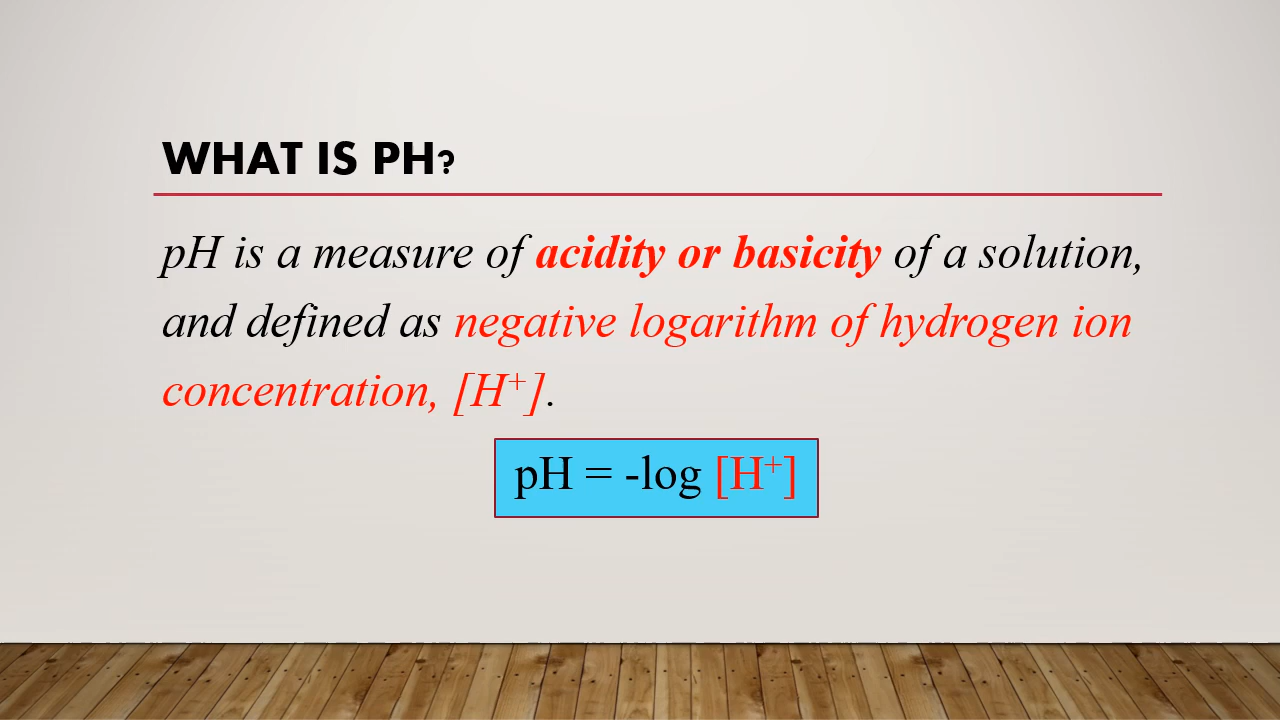 WHAT IS PH?
pH is a measure of acidity or basicity of a solution,
and defined as negative logarithm of hydrogen ion
concentration, [H⁺].
pH = -log [H⁺]